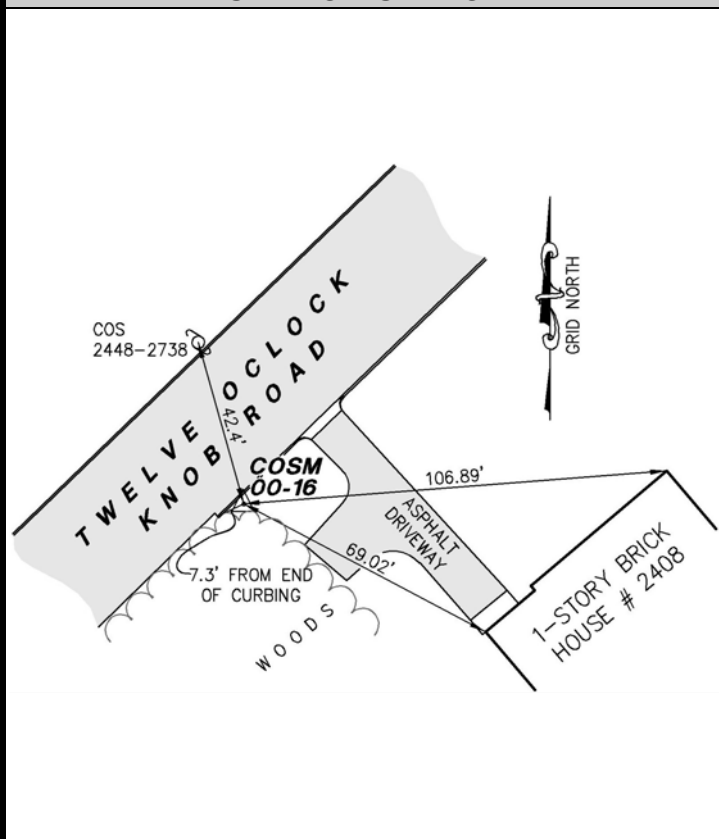 GRID NORTH
COS
2448-2738
TWELVE OCLOCK
KNOB ROAD
42.4'
COSM
00-16
106.89'
ASPHALT
DRIVEWAY
69.02'
7.3' FROM END
OF CURBING
WOODS
1-STORY BRICK
HOUSE # 2408